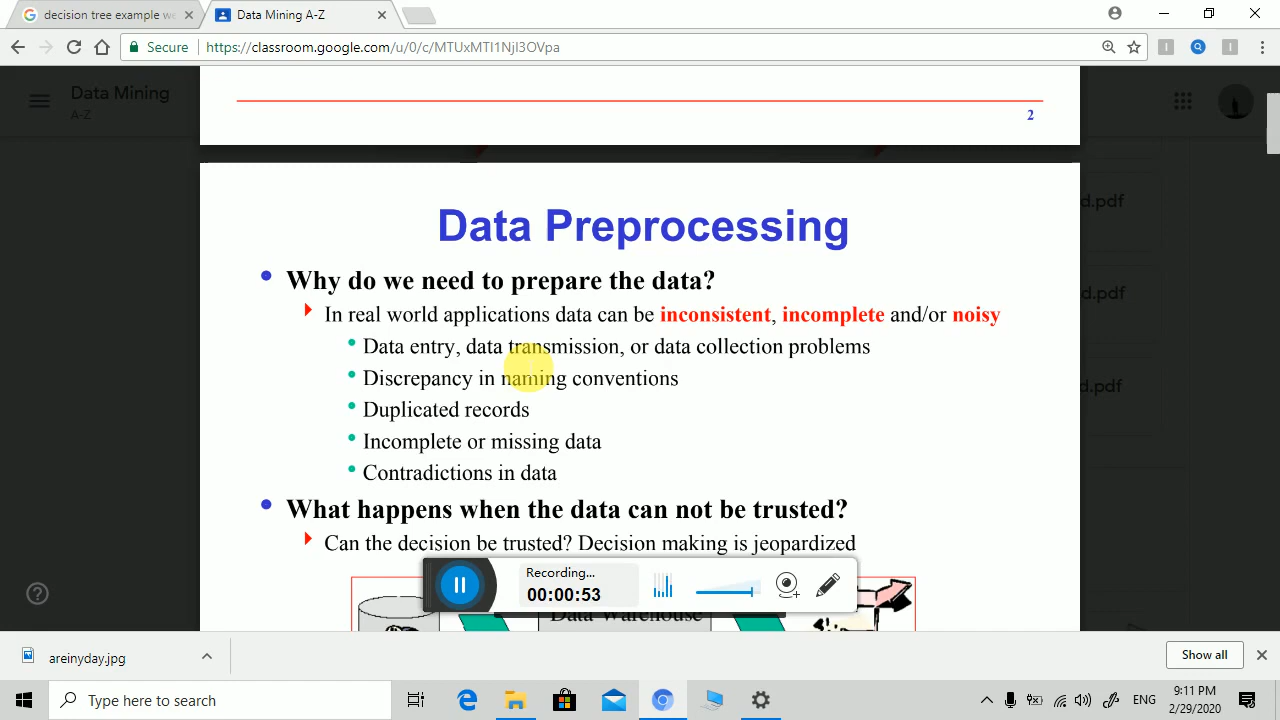 decision tree example we
Data Mining A-Z
Secure
https://classroom.google.com/u/0/c/MTUxMTI1NjI3OVpa
Data Mining
A-Z
2
d.pdf
Data Preprocessing
Why do we need to prepare the data?
In real world applications data can be inconsistent, incomplete and/or noisy
d.pdf
Data entry, data transmission, or data collection problems
Discrepancy in naming conventions
d.pdf
Duplicated records
Incomplete or missing data
Contradictions in data
What happens when the data can not be trusted?
Can the decision be trusted? Decision making is jeopardized
Recording...
00:00:53
Data Warehouse
areinyday.jpg
Show all
Type here to search
ENG
9:11 PM
2/29/2020